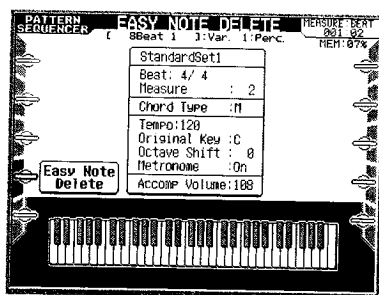 PATTERN
SEQUENCER
EASY NOTE DELETE
MEASURE:BEAT
001:02
[ 8Beat 1 ]:Var. 1:Perc.
MEM:07%
StandardSet1
Beat: 4/ 4
Measure : 2
Chord Type :M
Tempo:120
Original Key :C
Octave Shift : 0
Metronome :On
Accomp Volume:108
Easy Note
Delete